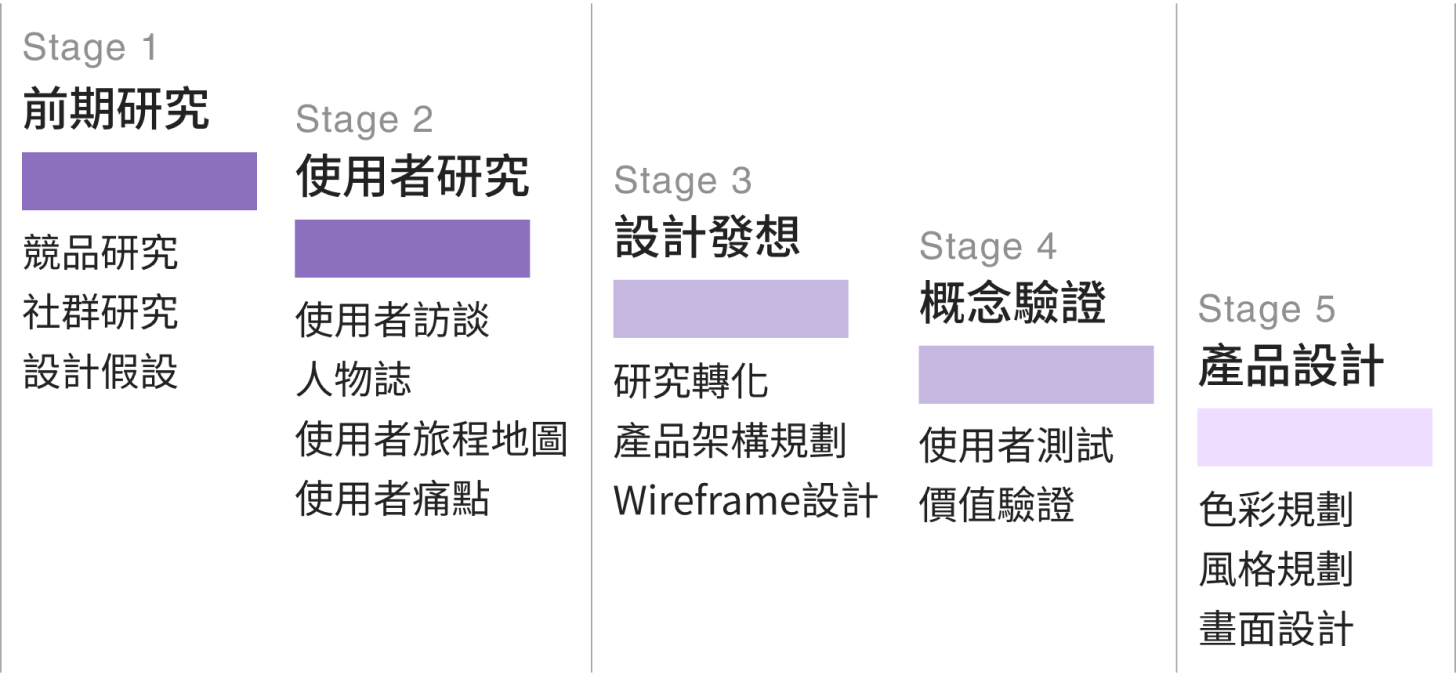 Stage 1
前期研究
競品研究
社群研究
設計假設
Stage 2
使用者研究
使用者訪談
人物誌
使用者旅程地圖
使用者痛點
Stage 3
設計發想
研究轉化
產品架構規劃
Wireframe設計
Stage 4
概念驗證
使用者測試
價值驗證
Stage 5
產品設計
色彩規劃
風格規劃
畫面設計